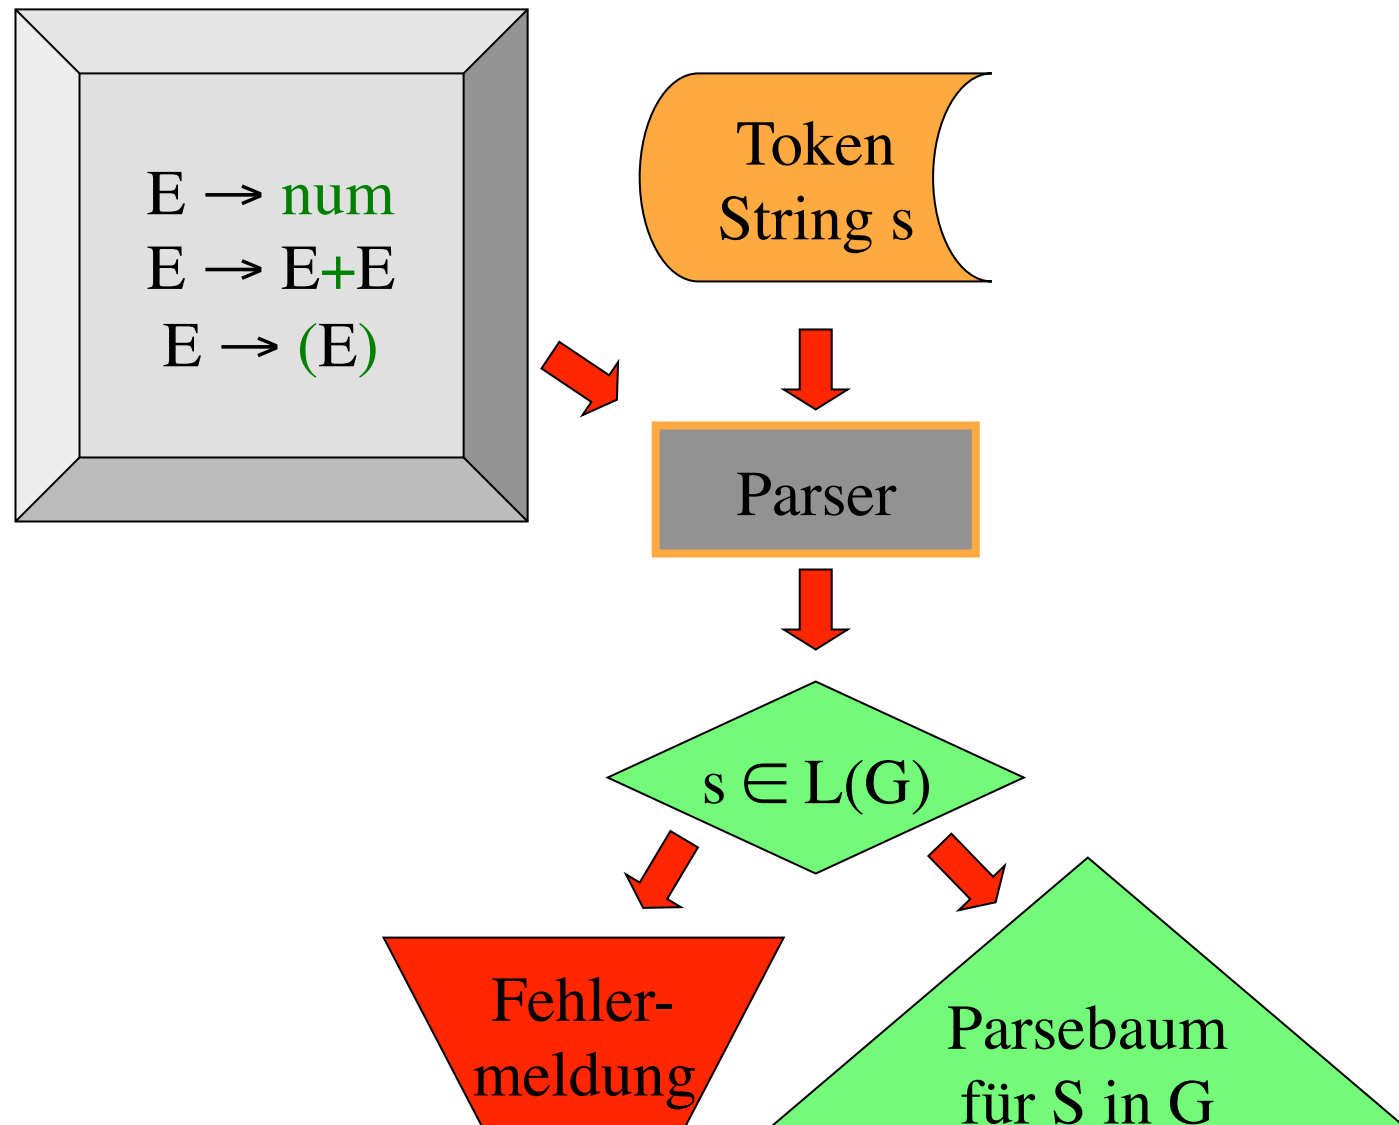 E → num
E → E+E
E → (E)
Token
String s
Parser
s ∈ L(G)
Fehler-
meldung
Parsebaum
für S in G